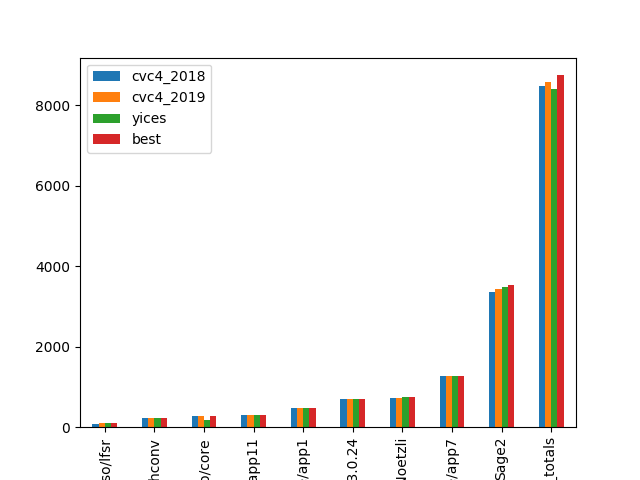 cvc4_2018
cvc4_2019
yices
best
8000
6000
4000
2000
0
so/lfsr
hconv
/core
app11
/app1
3.0.24
Noetzli
/app7
Sage2
_totals